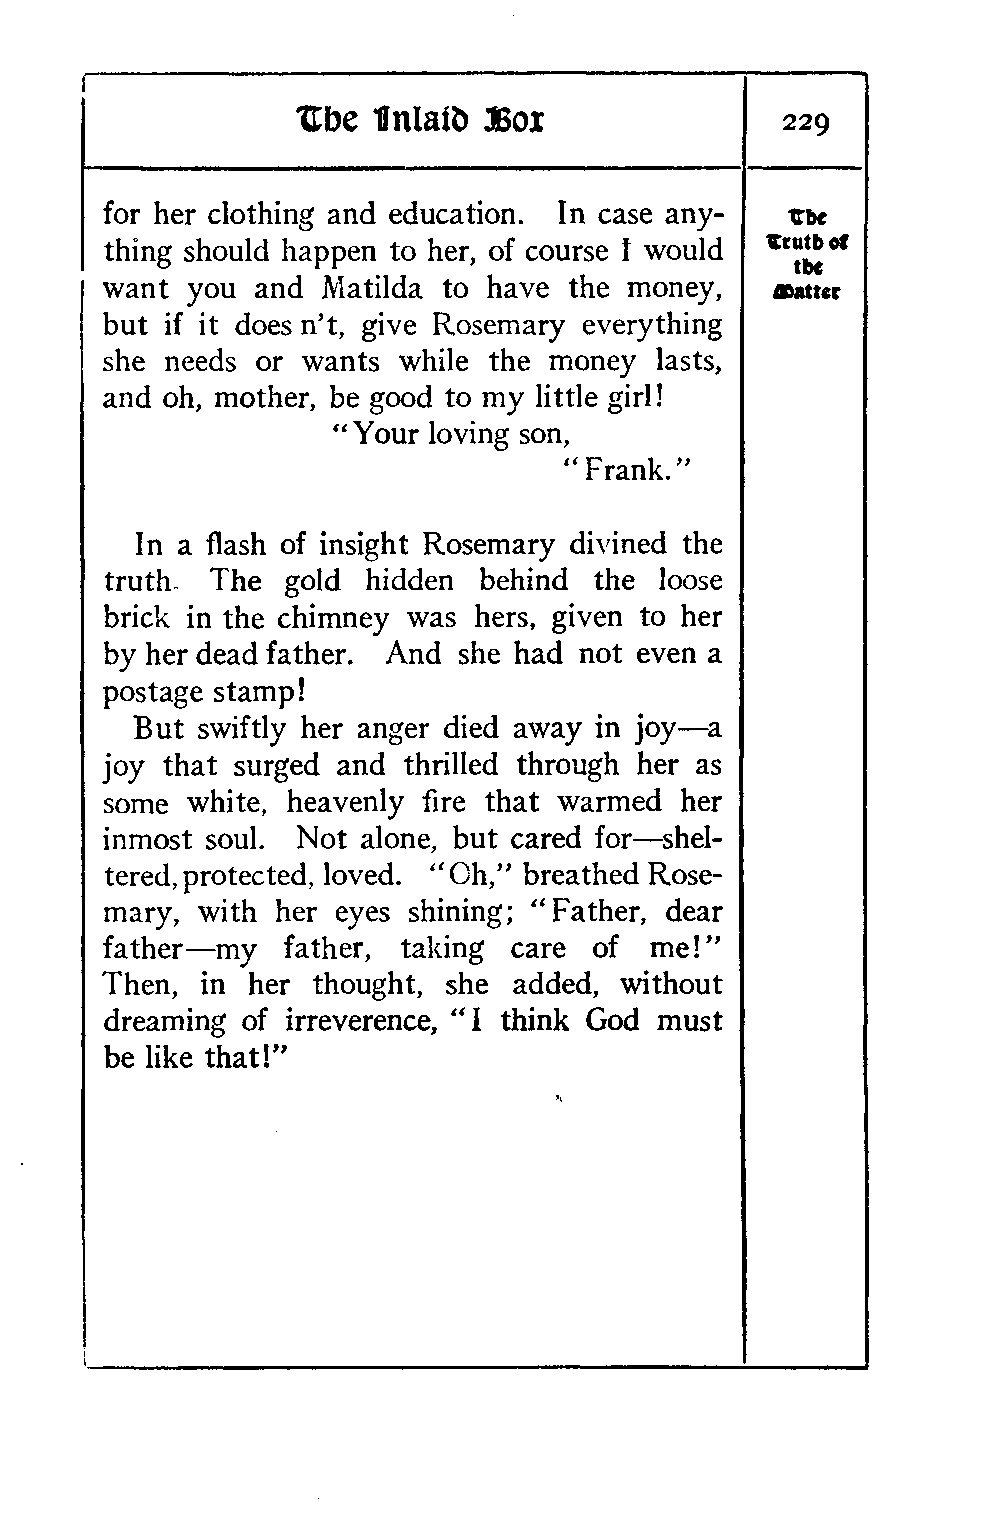 The Inlaid Box
229
for her clothing and education. In case any-
thing should happen to her, of course I would
want you and Matilda to have the money,
but if it does n't, give Rosemary everything
she needs or wants while the money lasts,
and oh, mother, be good to my little girl!
"Your loving son,
"Frank."
In a flash of insight Rosemary divined the
truth. The gold hidden behind the loose
brick in the chimney was hers, given to her
by her dead father. And she had not even a
postage stamp!
But swiftly her anger died away in joy—a
joy that surged and thrilled through her as
some white, heavenly fire that warmed her
inmost soul. Not alone, but cared for—shel-
tered, protected, loved. "Oh," breathed Rose-
mary, with her eyes shining; "Father, dear
father—my father, taking care of me!"
Then, in her thought, she added, without
dreaming of irreverence, "I think God must
be like that!"
The
Truth of
the
Matter